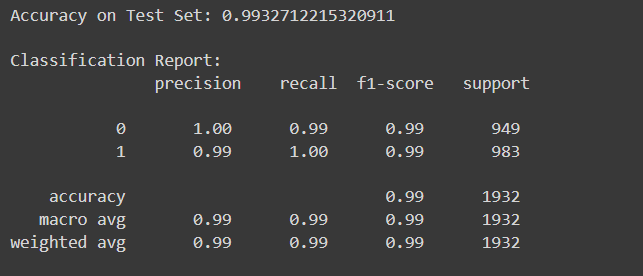 Accuracy on Test Set: 0.9932712215320911
Classification Report:
precision recall f1-score support
0 1.00 0.99 0.99 949
1 0.99 1.00 0.99 983
accuracy 0.99 1932
macro avg 0.99 0.99 0.99 1932
weighted avg 0.99 0.99 0.99 1932